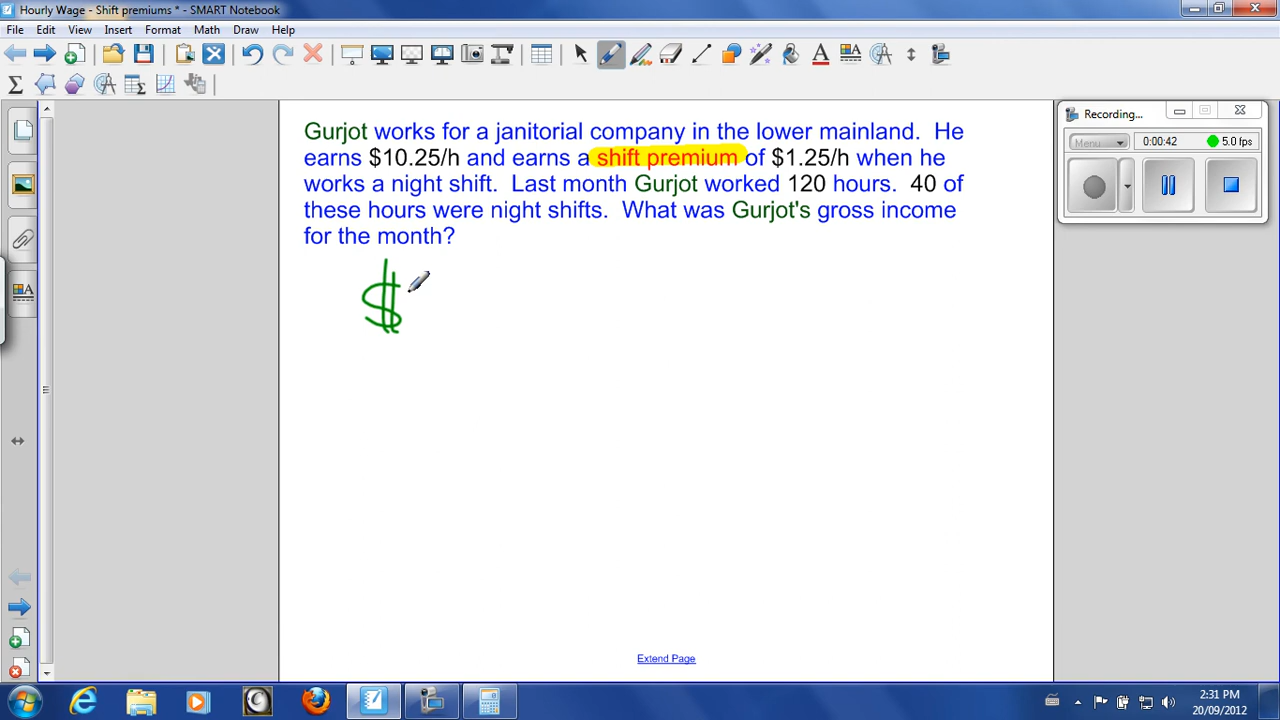 Hourly Wage - Shift premiums * - SMART Notebook
File Edit View Insert Format Math Draw Help
Recording...
Menu
0:00:42
5.0 fps
Gurjot works for a janitorial company in the lower mainland. He
earns $10.25/h and earns a shift premium of $1.25/h when he
works a night shift. Last month Gurjot worked 120 hours. 40 of
these hours were night shifts. What was Gurjot's gross income
for the month?
$
Extend Page
2:31 PM
20/09/2012